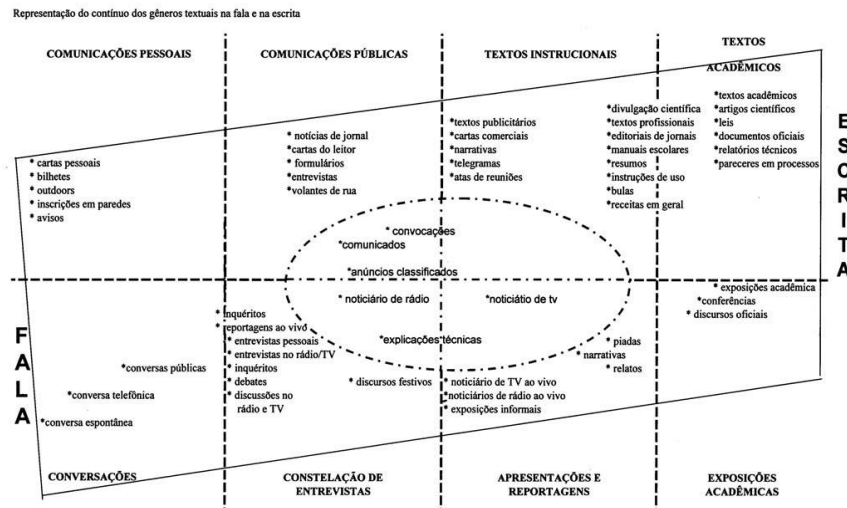 Representação do contínuo dos gêneros textuais na fala e na escrita
COMUNICAÇÕES PESSOAIS
COMUNICAÇÕES PÚBLICAS
TEXTOS INSTRUCIONAIS
TEXTOS
ACADÊMICOS
* cartas pessoais
* bilhetes
* outdoors
* inscrições em paredes
* avisos
* notícias de jornal
* cartas do leitor
* formulários
* entrevistas
* volantes de rua
*textos publicitários
*cartas comerciais
*narrativas
*telegramas
*atas de reuniões
*divulgação científica
*textos profissionais
*editoriais de jornais
*manuais escolares
*resumos
*instruções de uso
*bulas
*receitas em geral
*textos acadêmicos
*artigos científicos
*leis
*documentos oficiais
*relatórios técnicos
*pareceres em processos
ESCRITA
* convocações
*comunicados
*anúncios classificados
* noticiário de rádio
*noticiátio de tv
*explicações técnicas
FALA
*conversas públicas
*conversa telefônica
*conversa espontânea
* inquéritos
* reportagens ao vivo
* entrevistas pessoais
* entrevistas no rádio/TV
* inquéritos
* debates
* discussões no
rádio e TV
* discursos festivos
* noticiário de TV ao vivo
*noticiários de rádio ao vivo
* exposições informais
* piadas
* narrativas
* relatos
* exposições acadêmica
*conferências
* discursos oficiais
CONVERSAÇÕES
CONSTELAÇÃO DE
ENTREVISTAS
APRESENTAÇÕES E
REPORTAGENS
EXPOSIÇÕES
ACADÊMICAS